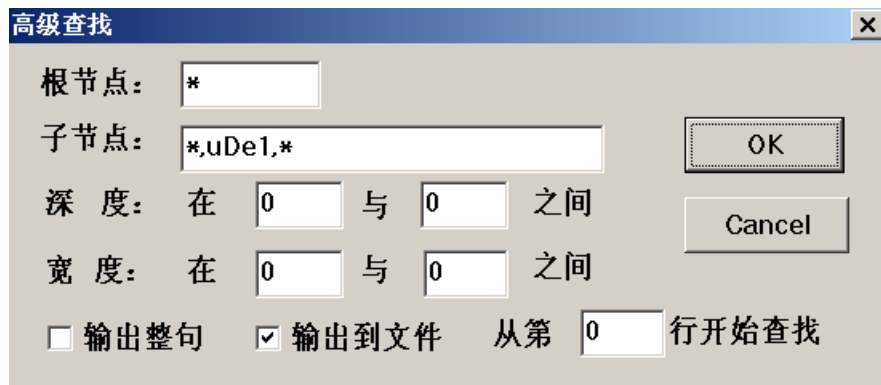 高级查找
根节点： *
子节点： *,uDe1,*
OK
深 度： 在 0 与 0 之间
Cancel
宽 度： 在 0 与 0 之间
输出整句 输出到文件 从第 0 行开始查找